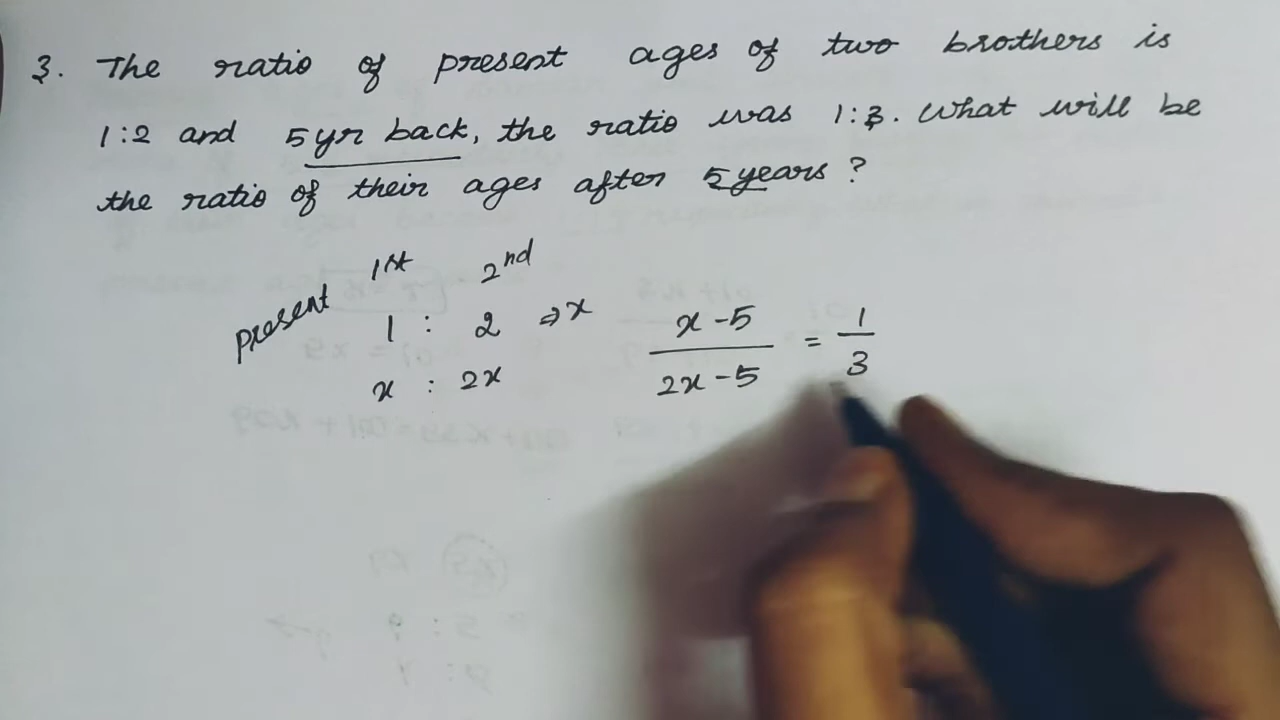 3. The ratio of present ages of two brothers is
1:2 and 5yr back, the ratio was 1:3. What will be
the ratio of their ages after 5 years?
1st 2nd
present 1 : 2 ⇒ x
x : 2x
x-5 / 2x-5 = 1/3